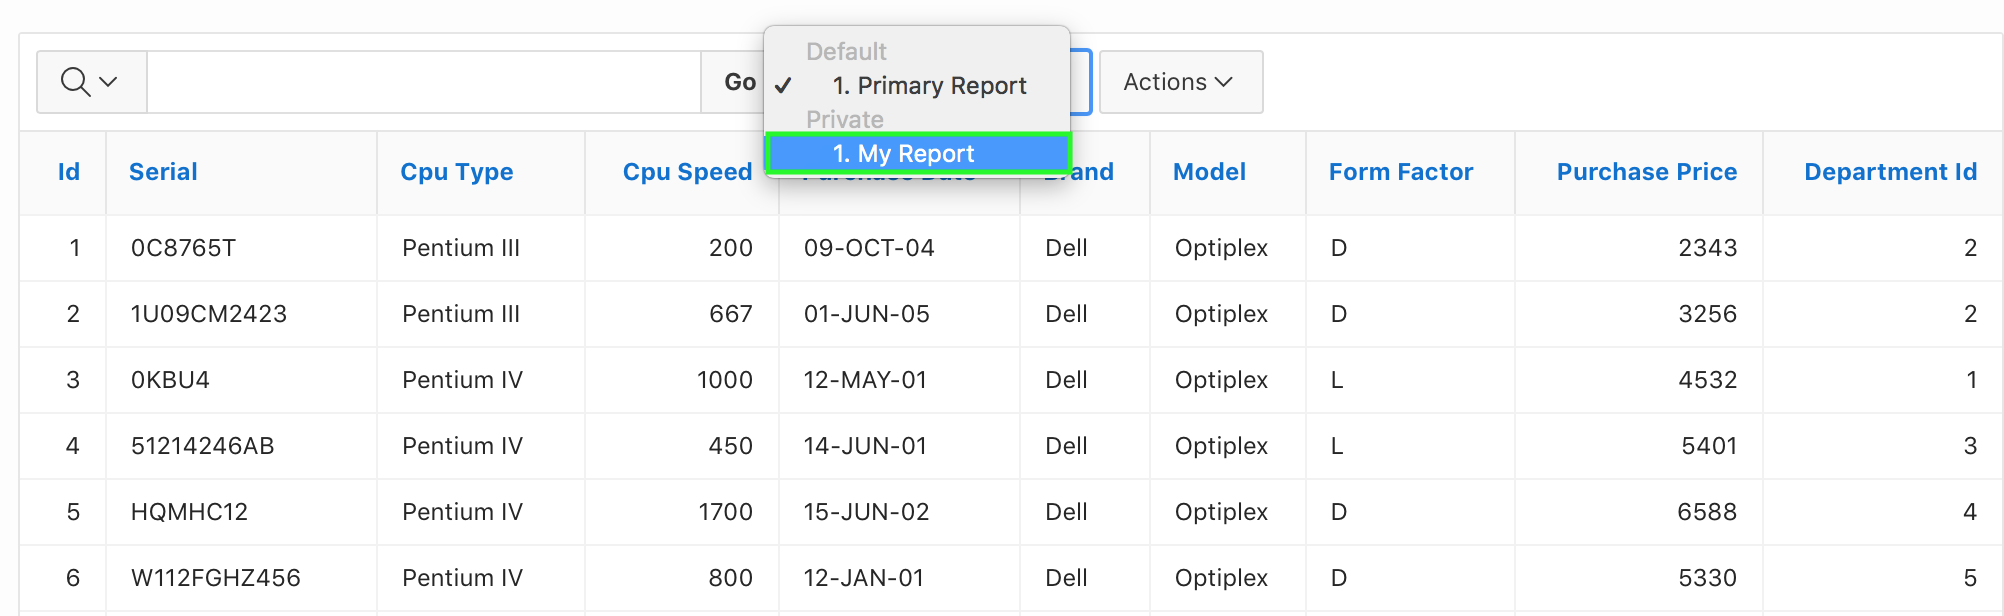 Default
Go ✓ 1. Primary Report Actions
Private
1. My Report
Id Serial Cpu Type Cpu Speed Purchase Date Brand Model Form Factor Purchase Price Department Id
1 0C8765T Pentium III 200 09-OCT-04 Dell Optiplex D 2343 2
2 1U09CM2423 Pentium III 667 01-JUN-05 Dell Optiplex D 3256 2
3 0KBU4 Pentium IV 1000 12-MAY-01 Dell Optiplex L 4532 1
4 51214246AB Pentium IV 450 14-JUN-01 Dell Optiplex L 5401 3
5 HQMHC12 Pentium IV 1700 15-JUN-02 Dell Optiplex D 6588 4
6 W112FGHZ456 Pentium IV 800 12-JAN-01 Dell Optiplex D 5330 5